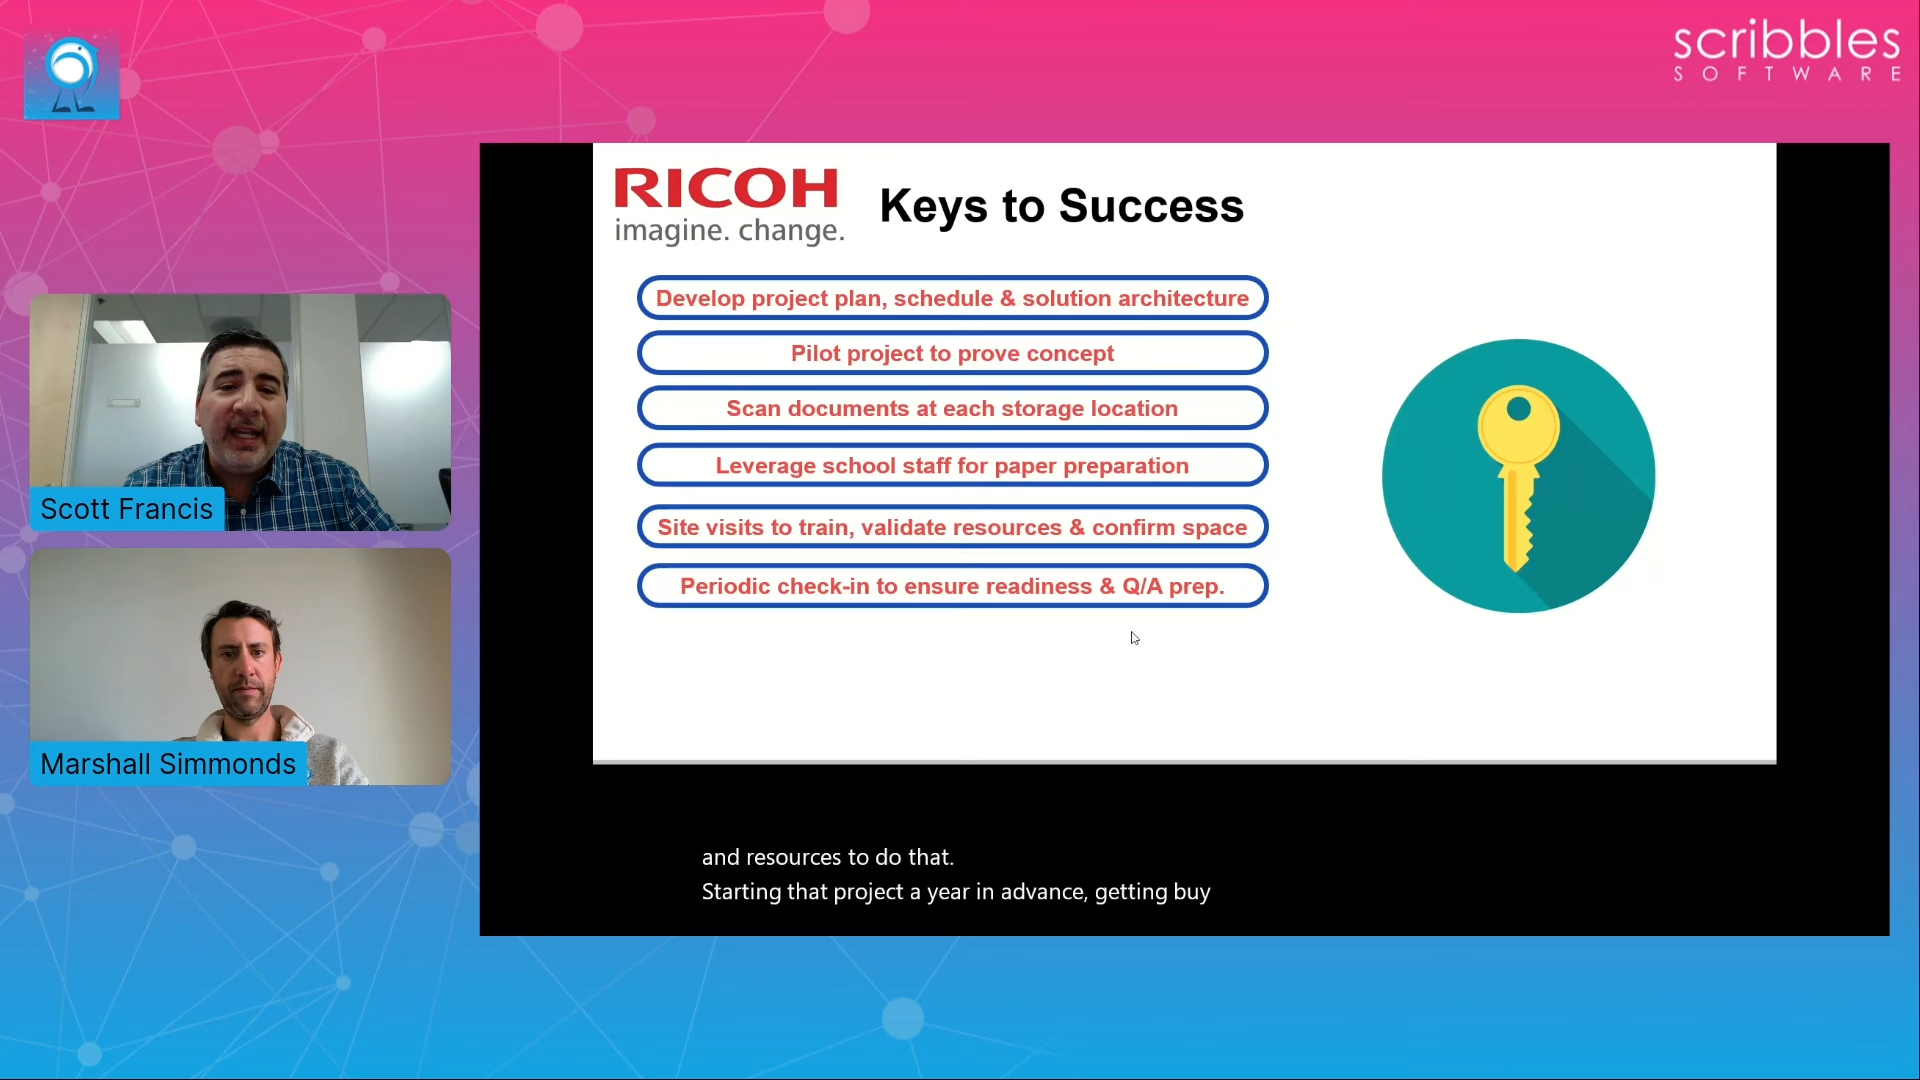 scribbles
SOFTWARE
RICOH
imagine. change.
Keys to Success
Develop project plan, schedule & solution architecture
Pilot project to prove concept
Scan documents at each storage location
Leverage school staff for paper preparation
Site visits to train, validate resources & confirm space
Periodic check-in to ensure readiness & Q/A prep.
Scott Francis
Marshall Simmonds
and resources to do that.
Starting that project a year in advance, getting buy